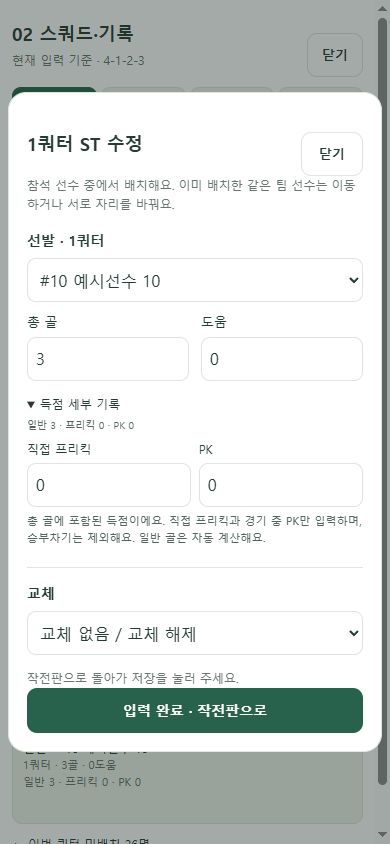 02 스쿼드·기록
현재 입력 기준 · 4-1-2-3
닫기
1쿼터 ST 수정
닫기
참석 선수 중에서 배치해요. 이미 배치한 같은 팀 선수는 이동
하거나 서로 자리를 바꿔요.
선발 · 1쿼터
#10 예시선수 10
총 골
도움
3
0
▼ 득점 세부 기록
일반 3 · 프리킥 0 · PK 0
직접 프리킥
PK
0
0
총 골에 포함된 득점이에요. 직접 프리킥과 경기 중 PK만 입력하며,
승부차기는 제외해요. 일반 골은 자동 계산해요.
교체
교체 없음 / 교체 해제
작전판으로 돌아가 저장을 눌러 주세요.
입력 완료 · 작전판으로
1쿼터 · 3골 · 0도움
일반 3 · 프리킥 0 · PK 0